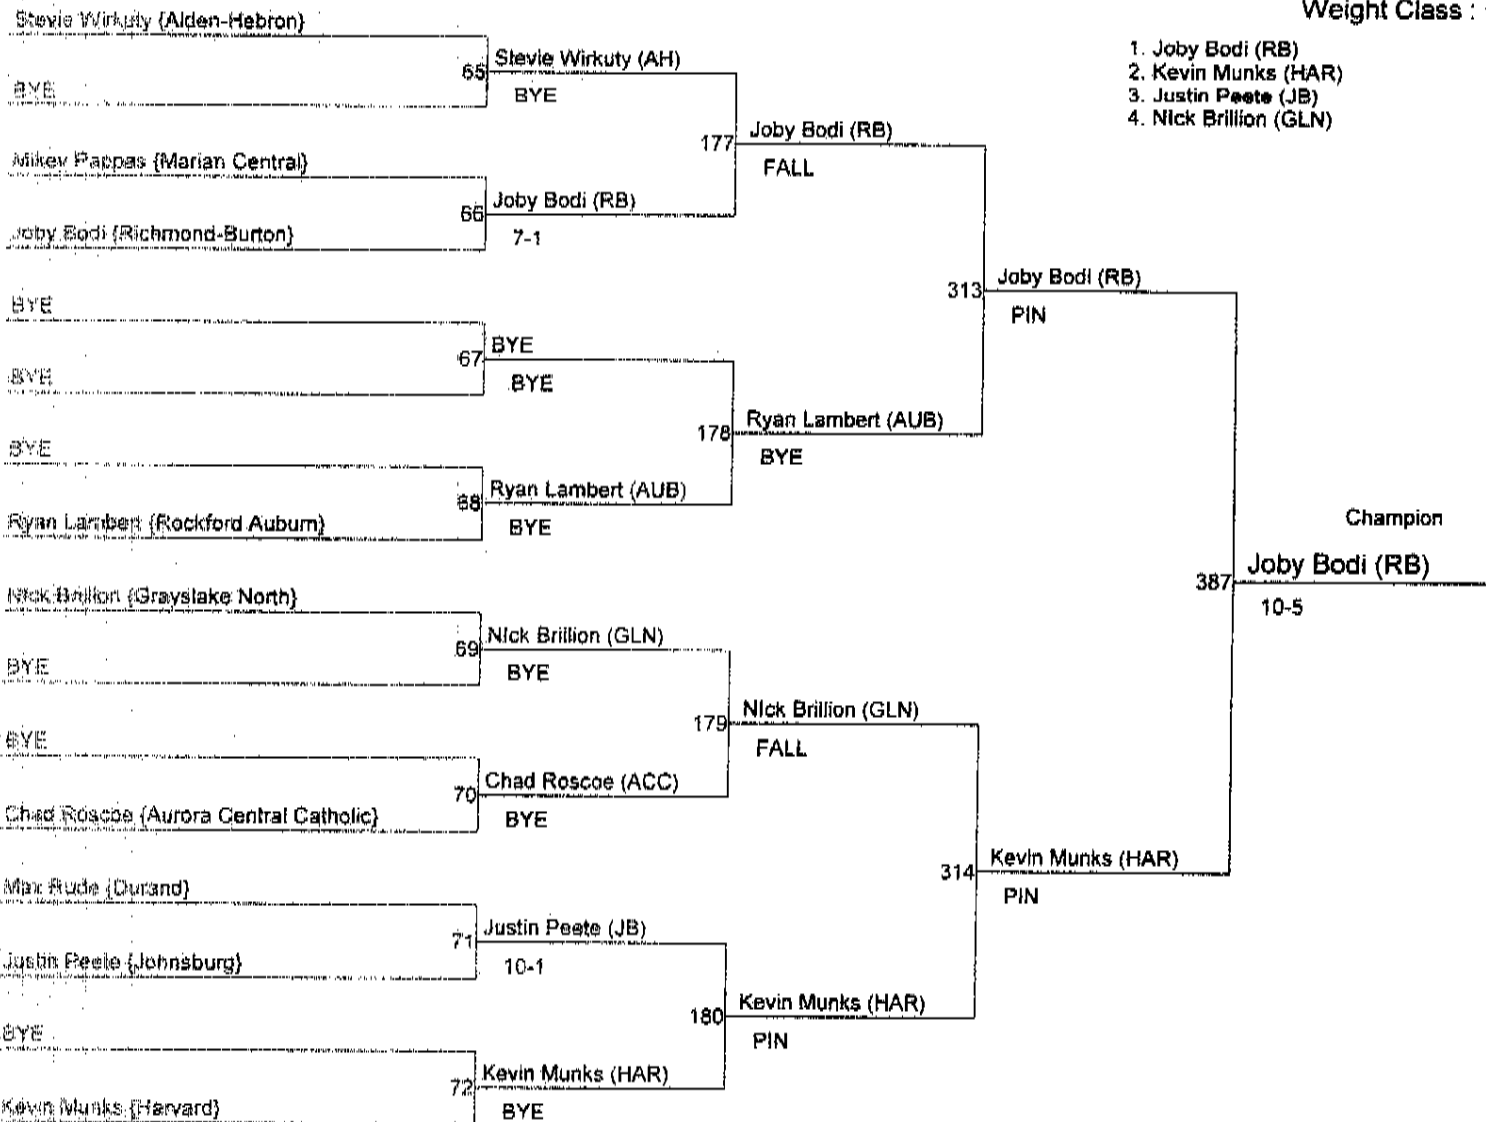 Weight Class :
1. Joby Bodi (RB)
2. Kevin Munks (HAR)
3. Justin Peete (JB)
4. Nick Brillion (GLN)
Stevie Wirkuty {Alden-Hebron}
65 Stevie Wirkuty (AH)
BYE
BYE
177 Joby Bodi (RB)
FALL
Mikey Pappas {Marian Central}
66 Joby Bodi (RB)
Joby Bodi {Richmond-Burton}
7-1
313 Joby Bodi (RB)
PIN
BYE
67 BYE
BYE
BYE
178 Ryan Lambert (AUB)
BYE
BYE
68 Ryan Lambert (AUB)
Ryan Lambert {Rockford Auburn}
BYE
Champion
387 Joby Bodi (RB)
10-5
Nick Brillion {Grayslake North}
69 Nick Brillion (GLN)
BYE
BYE
179 Nick Brillion (GLN)
FALL
BYE
70 Chad Roscoe (ACC)
Chad Roscoe {Aurora Central Catholic}
BYE
314 Kevin Munks (HAR)
PIN
Max Rude {Durand}
71 Justin Peete (JB)
Justin Peete {Johnsburg}
10-1
180 Kevin Munks (HAR)
PIN
BYE
72 Kevin Munks (HAR)
Kevin Munks {Harvard}
BYE